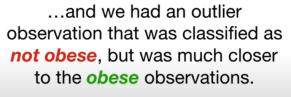 ...and we had an outlier
observation that was classified as
not obese, but was much closer
to the obese observations.